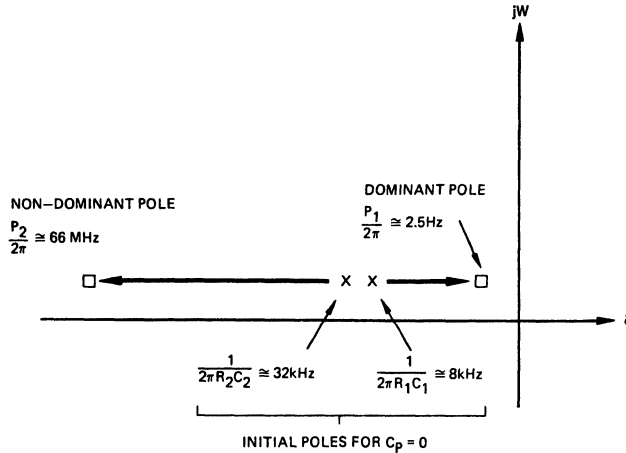 jW
NON–DOMINANT POLE
P2/2π ≅ 66 MHz
DOMINANT POLE
P1/2π ≅ 2.5Hz
x x
1/2πR2C2 ≅ 32kHz
1/2πR1C1 ≅ 8kHz
INITIAL POLES FOR CP = 0